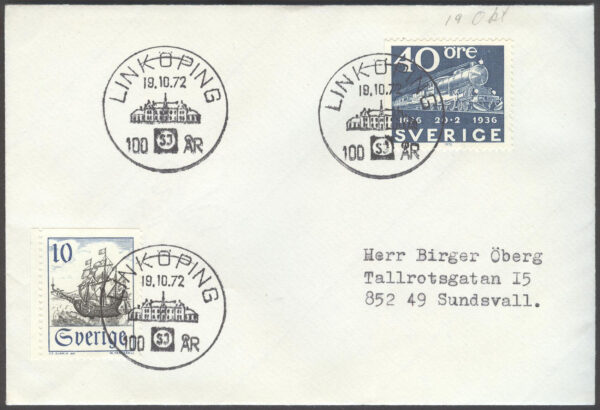 19 Okt
LINKÖPING
19.10.72
100 SJ ÅR
LINKÖPING
19.10.72
100 SJ ÅR
40 öre
1636 20·2 1936
SVERIGE
Herr Birger Öberg
Tallrotsgatan I5
852 49 Sundsvall.
LINKÖPING
19.10.72
100 SJ ÅR
10
Sverige